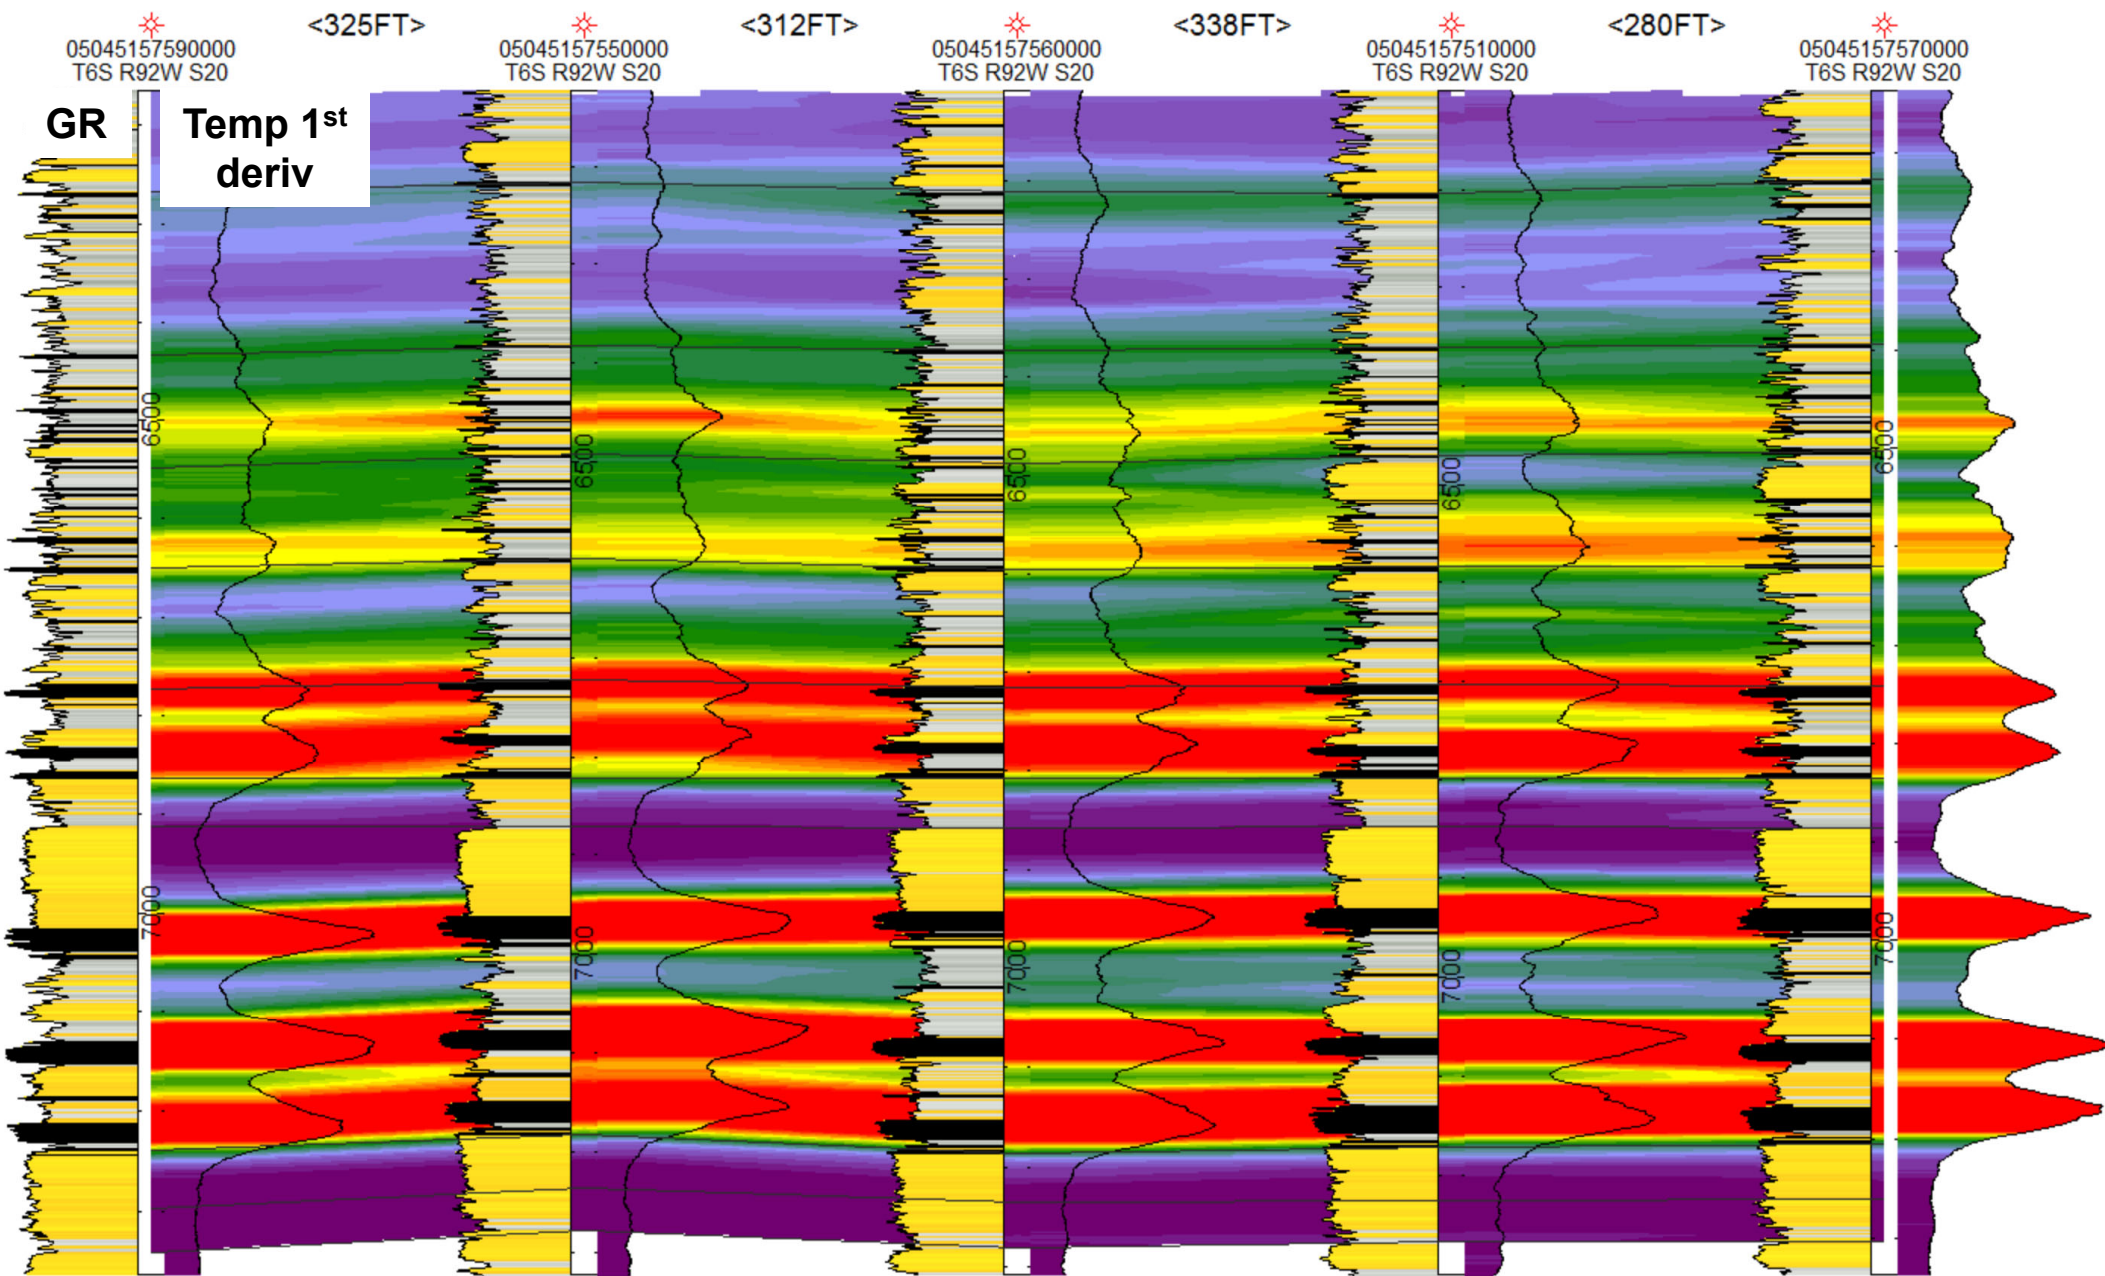 <325FT>
<312FT>
<338FT>
<280FT>
05045157590000
T6S R92W S20
05045157550000
T6S R92W S20
05045157560000
T6S R92W S20
05045157510000
T6S R92W S20
05045157570000
T6S R92W S20
GR
Temp 1st
deriv
6500
6500
6500
6500
6500
7000
7000
7000
7000
7000